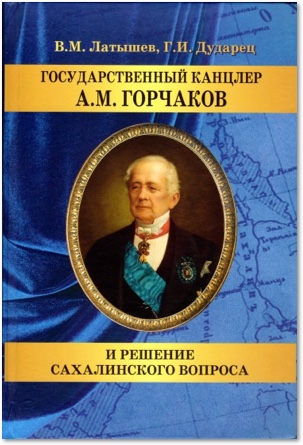 В.М. Латышев, Г.И. Дударец
ГОСУДАРСТВЕННЫЙ КАНЦЛЕР
А.М. ГОРЧАКОВ
И РЕШЕНИЕ
САХАЛИНСКОГО ВОПРОСА